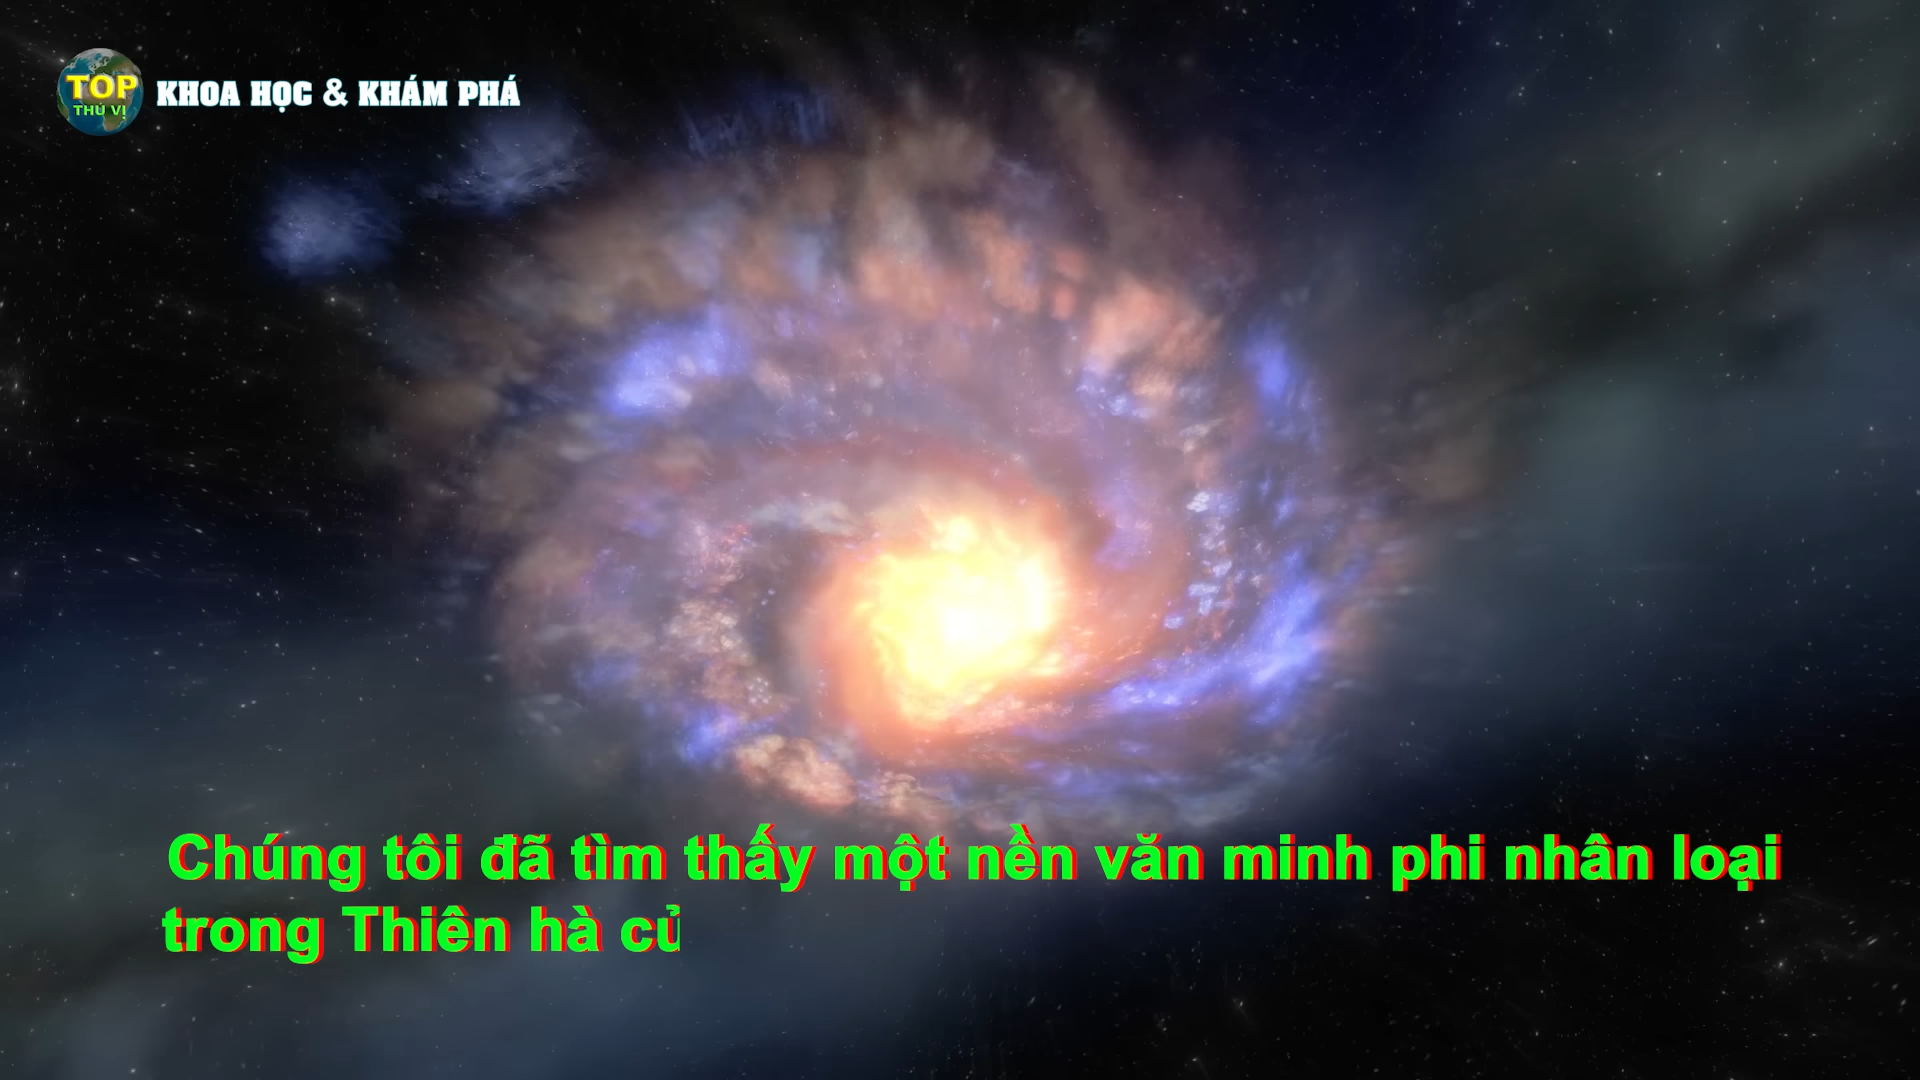 TOP
THÚ VỊ
KHOA HỌC & KHÁM PHÁ
Chúng tôi đã tìm thấy một nền văn minh phi nhân loại
trong Thiên hà củ